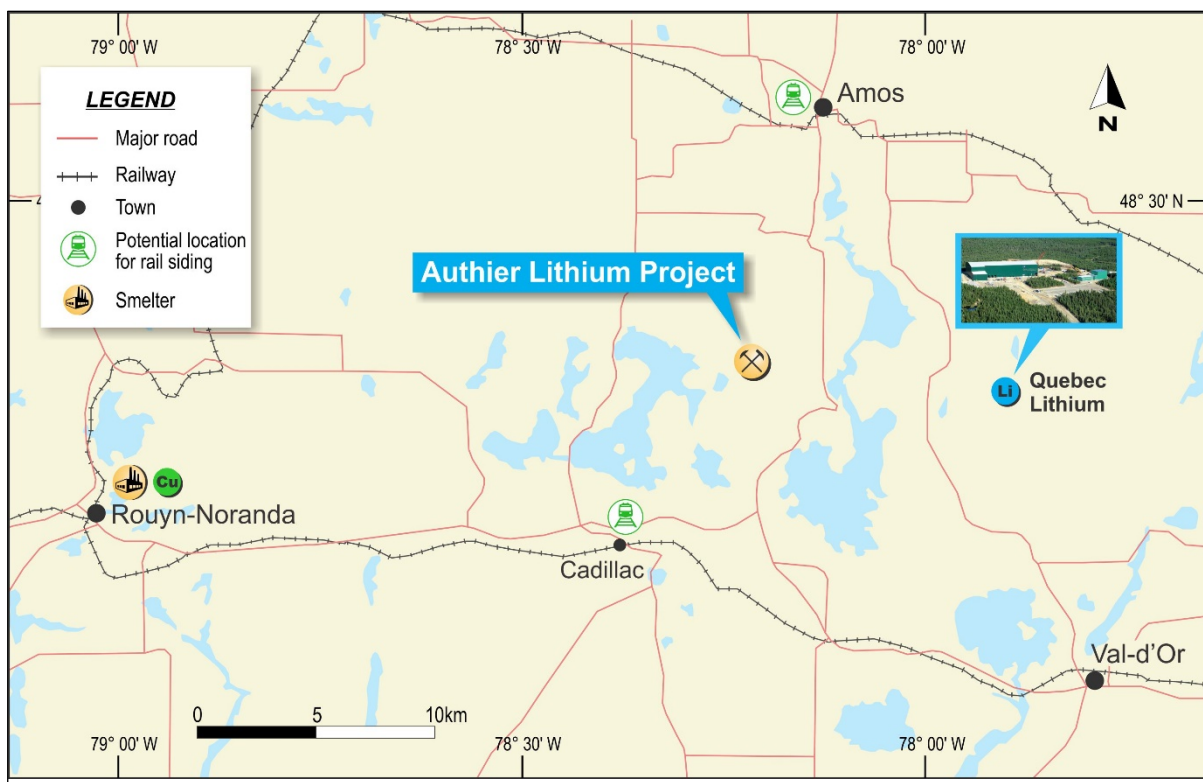 79° 00' W
78° 30' W
78° 00' W
LEGEND
Major road
Railway
Town
Potential location
for rail siding
Smelter
Amos
N
4
48° 30' N
Authier Lithium Project
Li
Quebec
Lithium
Cu
Rouyn-Noranda
Cadillac
Val-d'Or
0
5
10km
79° 00' W
78° 30' W
78° 00' W